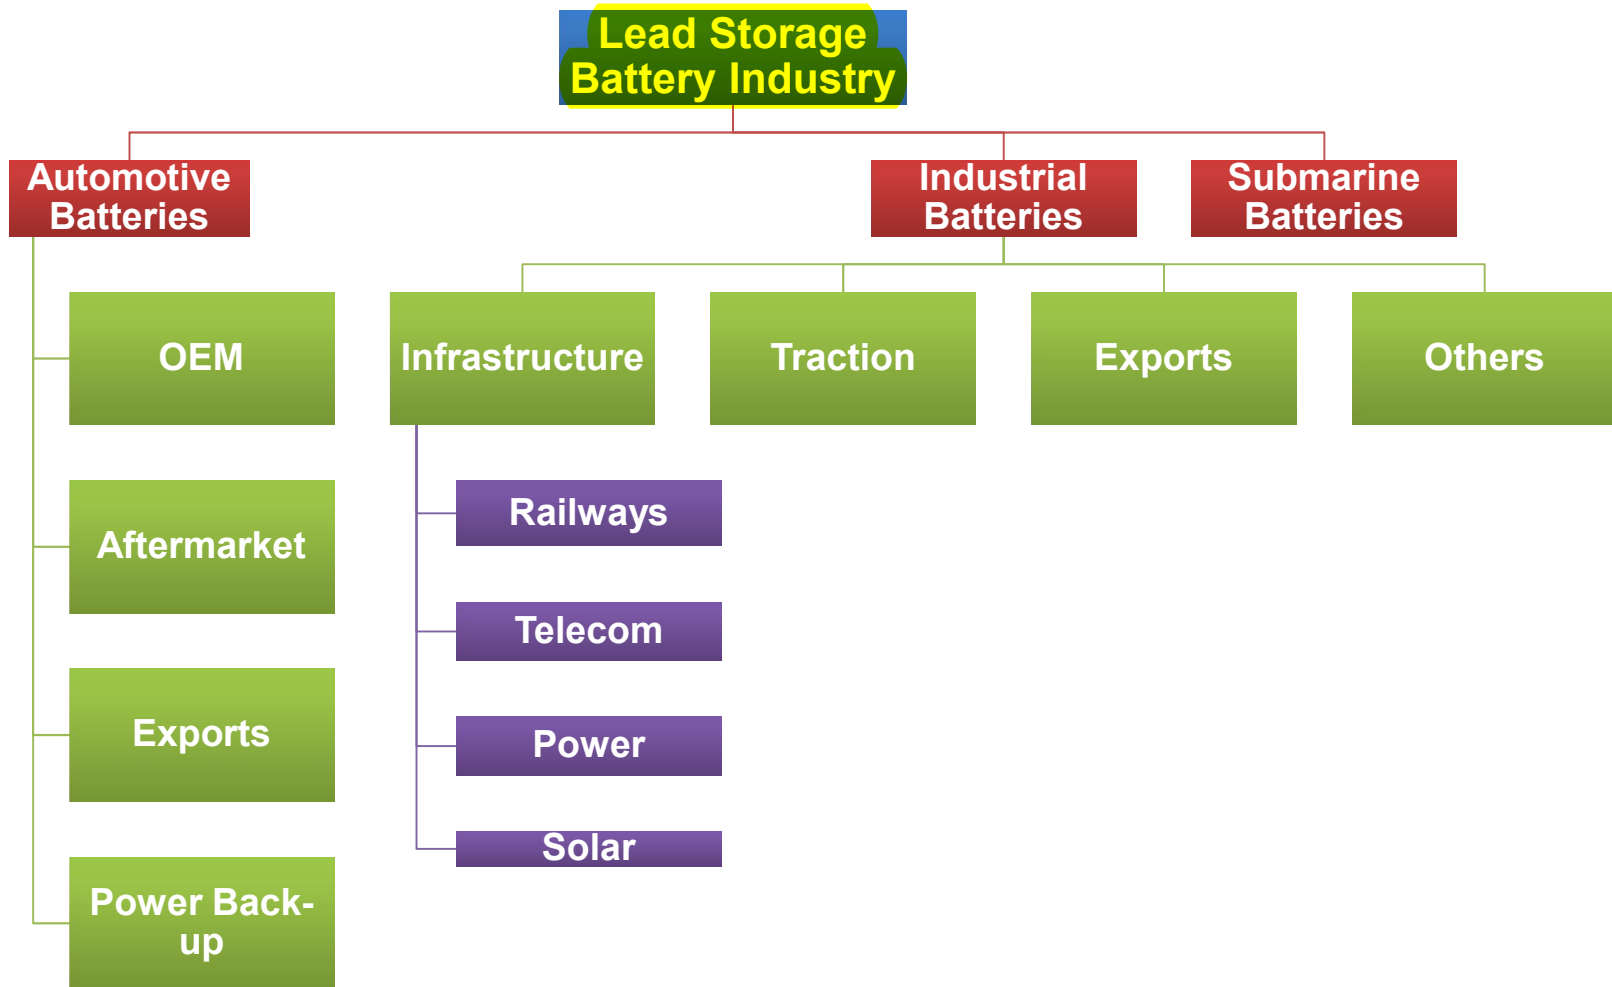 Lead Storage
Battery Industry
Automotive
Batteries
Industrial
Batteries
Submarine
Batteries
OEM
Infrastructure
Traction
Exports
Others
Aftermarket
Railways
Telecom
Exports
Power
Solar
Power Back-
up